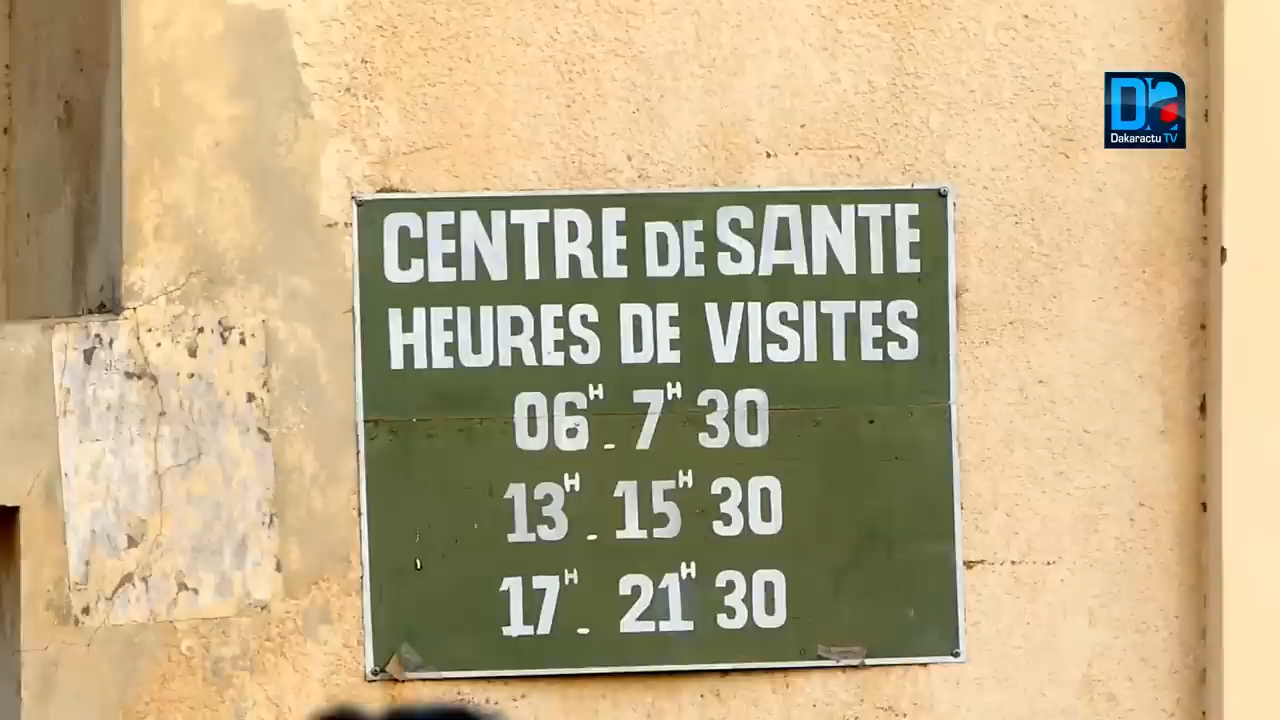 Dakaractu TV
CENTRE DE SANTE
HEURES DE VISITES
06H - 7H 30
13H - 15H 30
17H - 21H 30